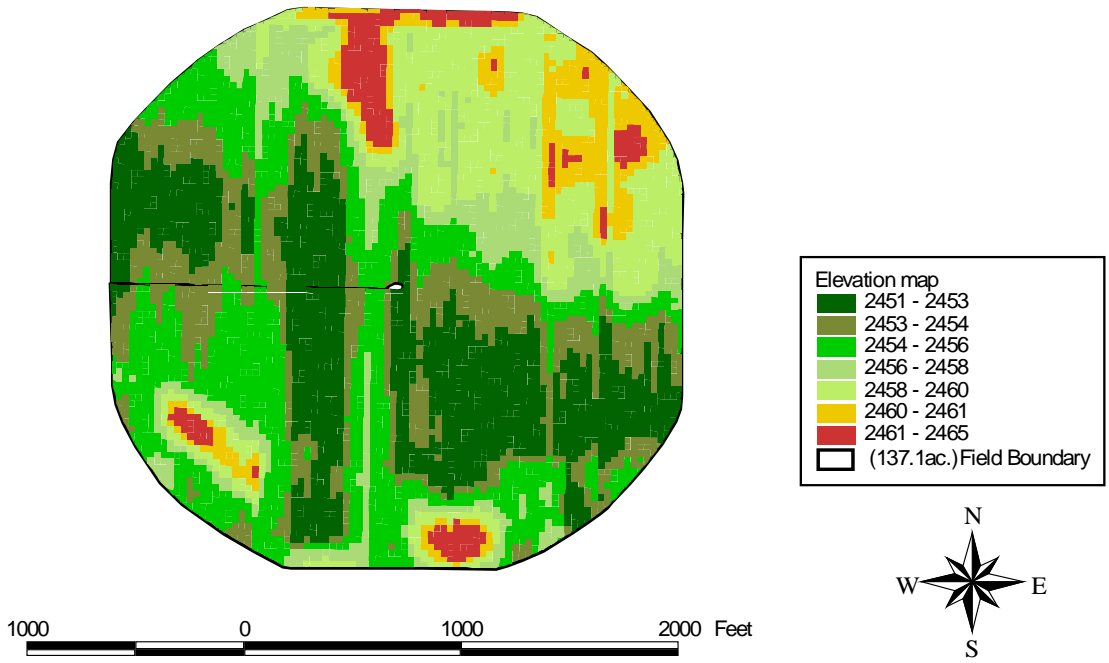 Elevation map
2451 - 2453
2453 - 2454
2454 - 2456
2456 - 2458
2458 - 2460
2460 - 2461
2461 - 2465
(137.1ac.) Field Boundary
N
W E
S
1000 0 1000 2000 Feet